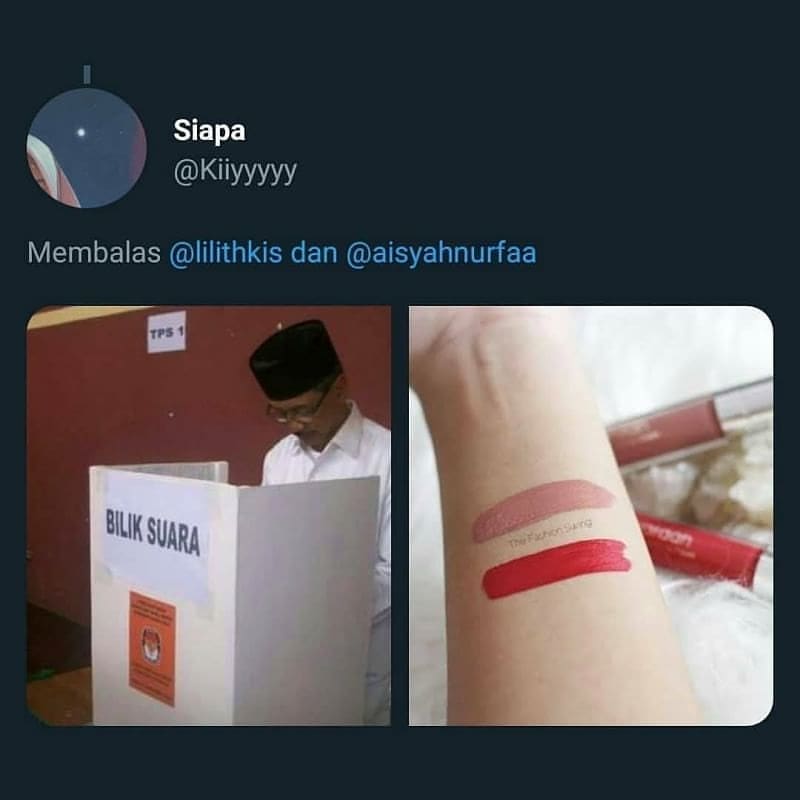 Siapa
@Kiiyyyyy
Membalas @lilithkis dan @aisyahnurfaa
TPS 1
BILIK SUARA
The Fashion Swing